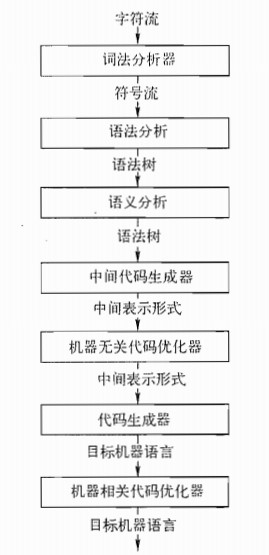 字符流
词法分析器
符号流
语法分析
语法树
语义分析
语法树
中间代码生成器
中间表示形式
机器无关代码优化器
中间表示形式
代码生成器
目标机器语言
机器相关代码优化器
目标机器语言